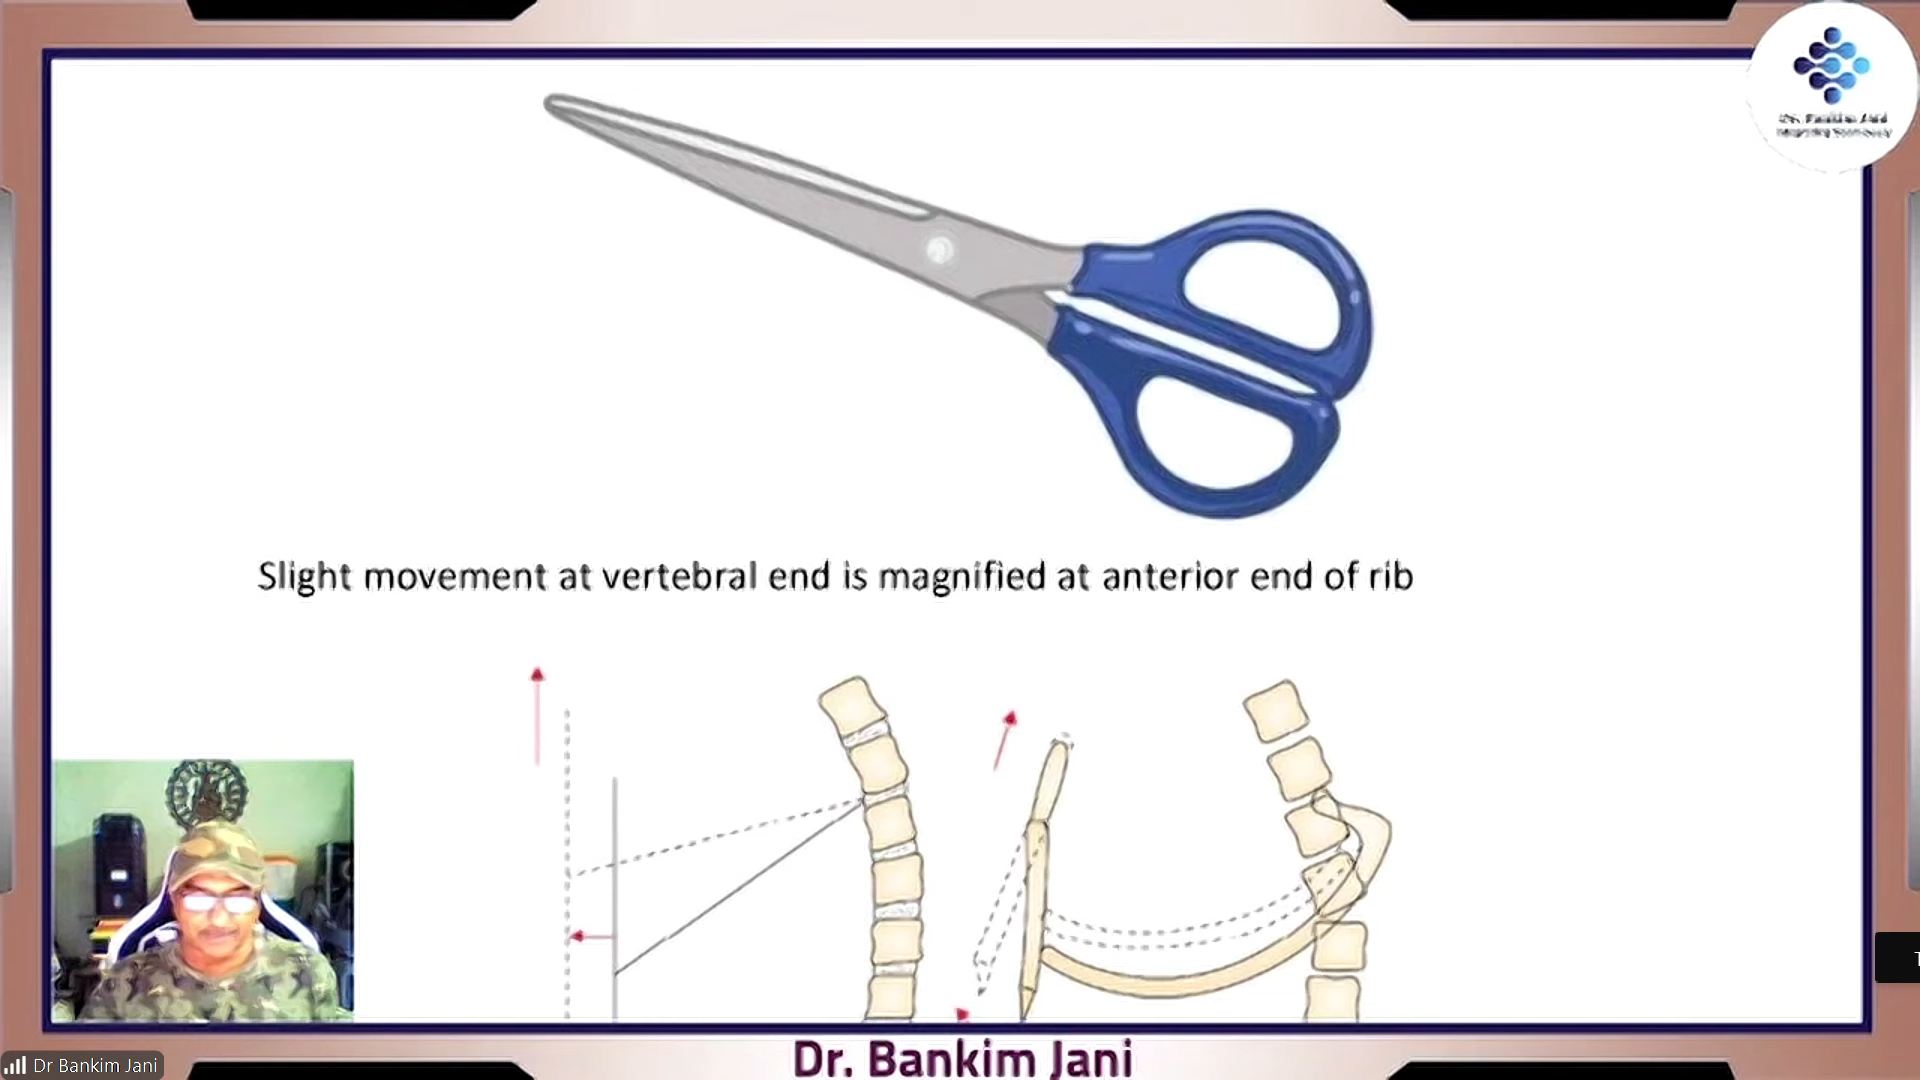 Slight movement at vertebral end is magnified at anterior end of rib
Dr. Bankim Jani
Dr Bankim Jani